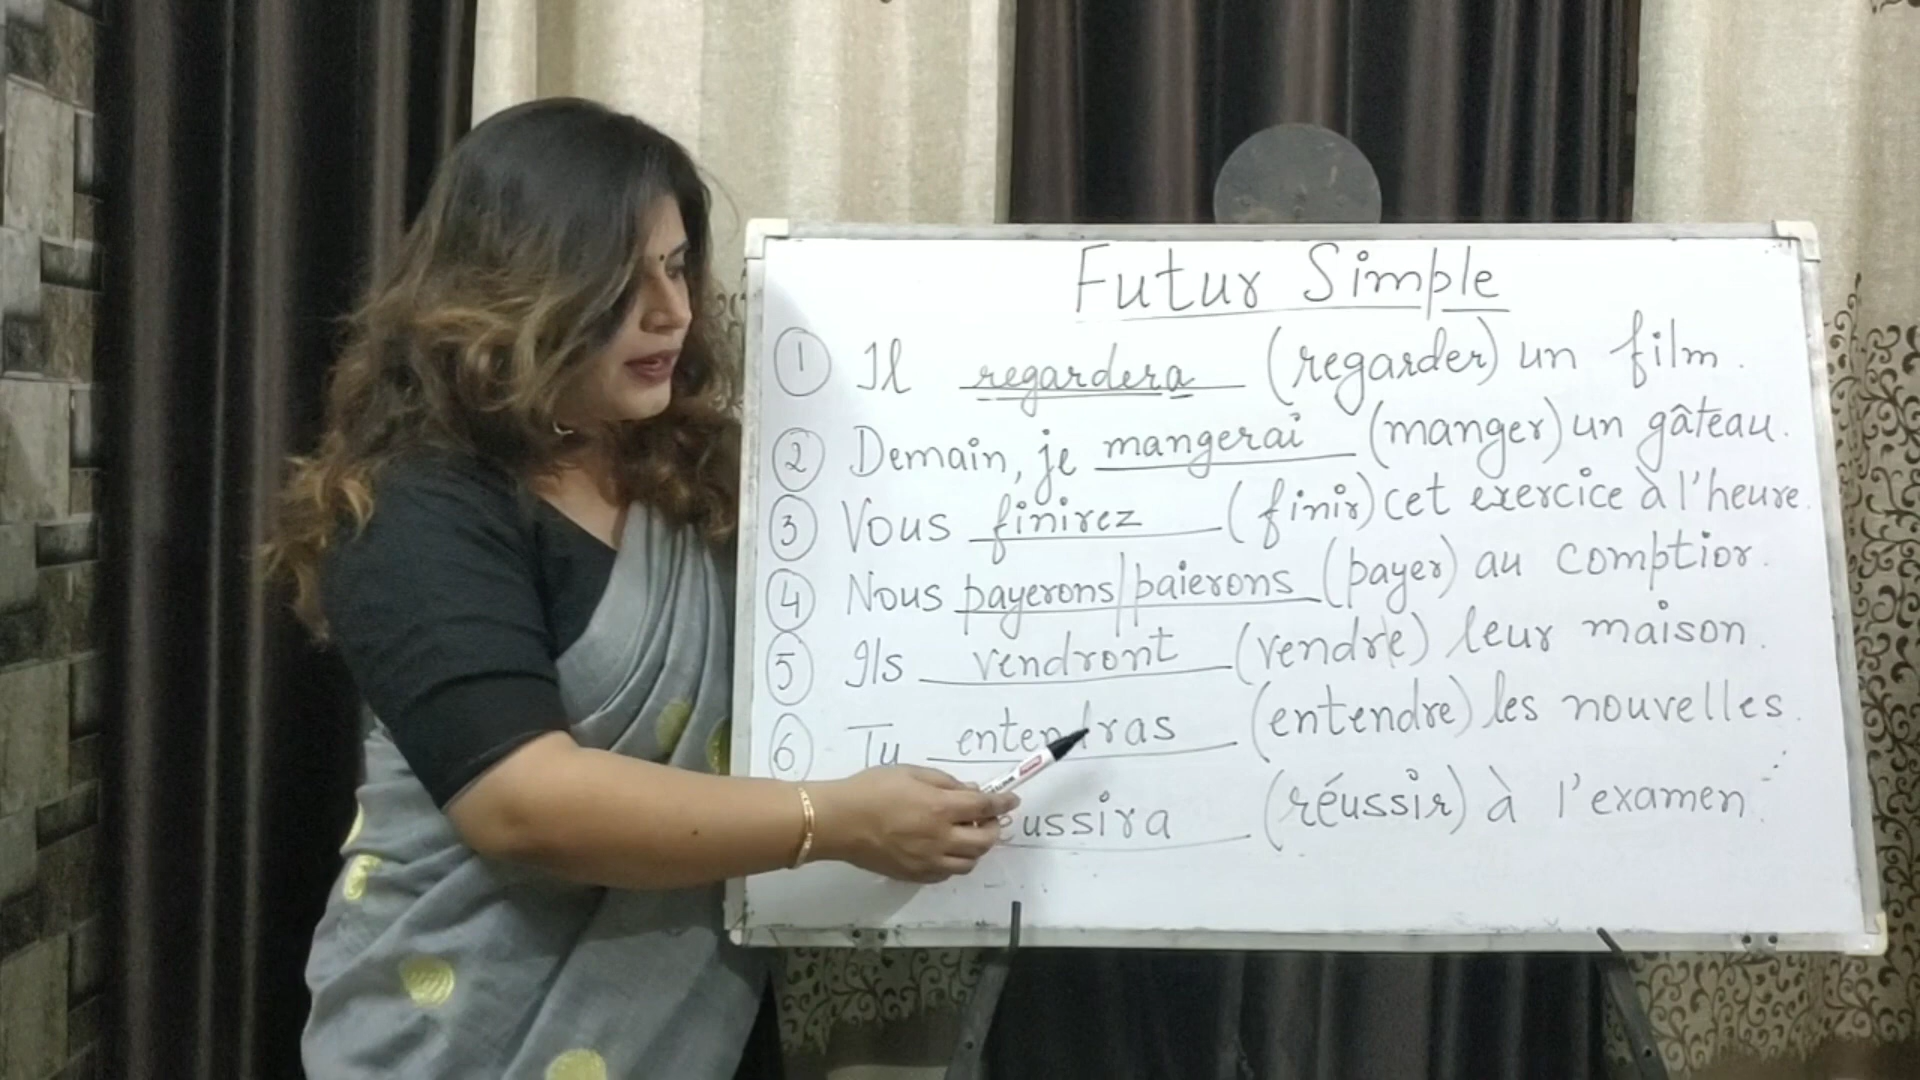 Futur Simple
1 Il regardera (regarder) un film.
2 Demain, je mangerai (manger) un gâteau.
3 Vous finirez (finir) cet exercice à l'heure.
4 Nous payerons/paierons (payer) au comptior.
5 Ils vendront (vendre) leur maison.
6 Tu entendras (entendre) les nouvelles.
eussira (réussir) à l'examen.